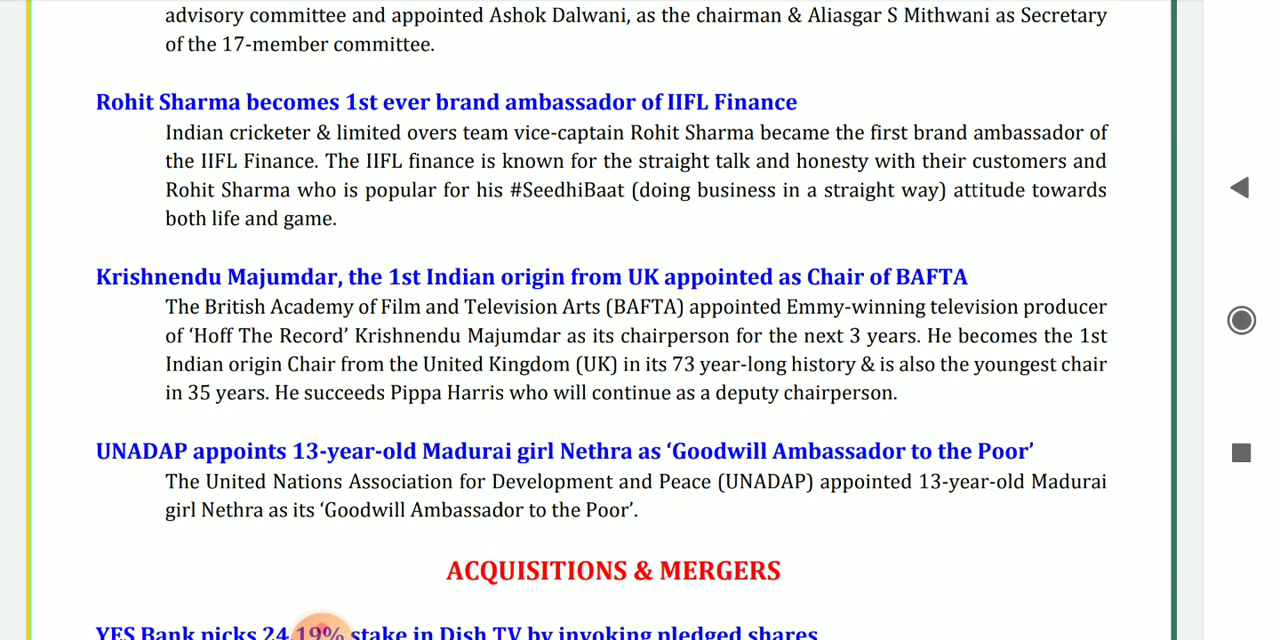 advisory committee and appointed Ashok Dalwani, as the chairman & Aliasgar S Mithwani as Secretary
of the 17-member committee.
Rohit Sharma becomes 1st ever brand ambassador of IIFL Finance
Indian cricketer & limited overs team vice-captain Rohit Sharma became the first brand ambassador of
the IIFL Finance. The IIFL finance is known for the straight talk and honesty with their customers and
Rohit Sharma who is popular for his #SeedhiBaat (doing business in a straight way) attitude towards
both life and game.
Krishnendu Majumdar, the 1st Indian origin from UK appointed as Chair of BAFTA
The British Academy of Film and Television Arts (BAFTA) appointed Emmy-winning television producer
of ‘Hoff The Record’ Krishnendu Majumdar as its chairperson for the next 3 years. He becomes the 1st
Indian origin Chair from the United Kingdom (UK) in its 73 year-long history & is also the youngest chair
in 35 years. He succeeds Pippa Harris who will continue as a deputy chairperson.
UNADAP appoints 13-year-old Madurai girl Nethra as ‘Goodwill Ambassador to the Poor’
The United Nations Association for Development and Peace (UNADAP) appointed 13-year-old Madurai
girl Nethra as its ‘Goodwill Ambassador to the Poor’.
ACQUISITIONS & MERGERS
YES Bank picks 24.19% stake in Dish TV by invoking pledged shares